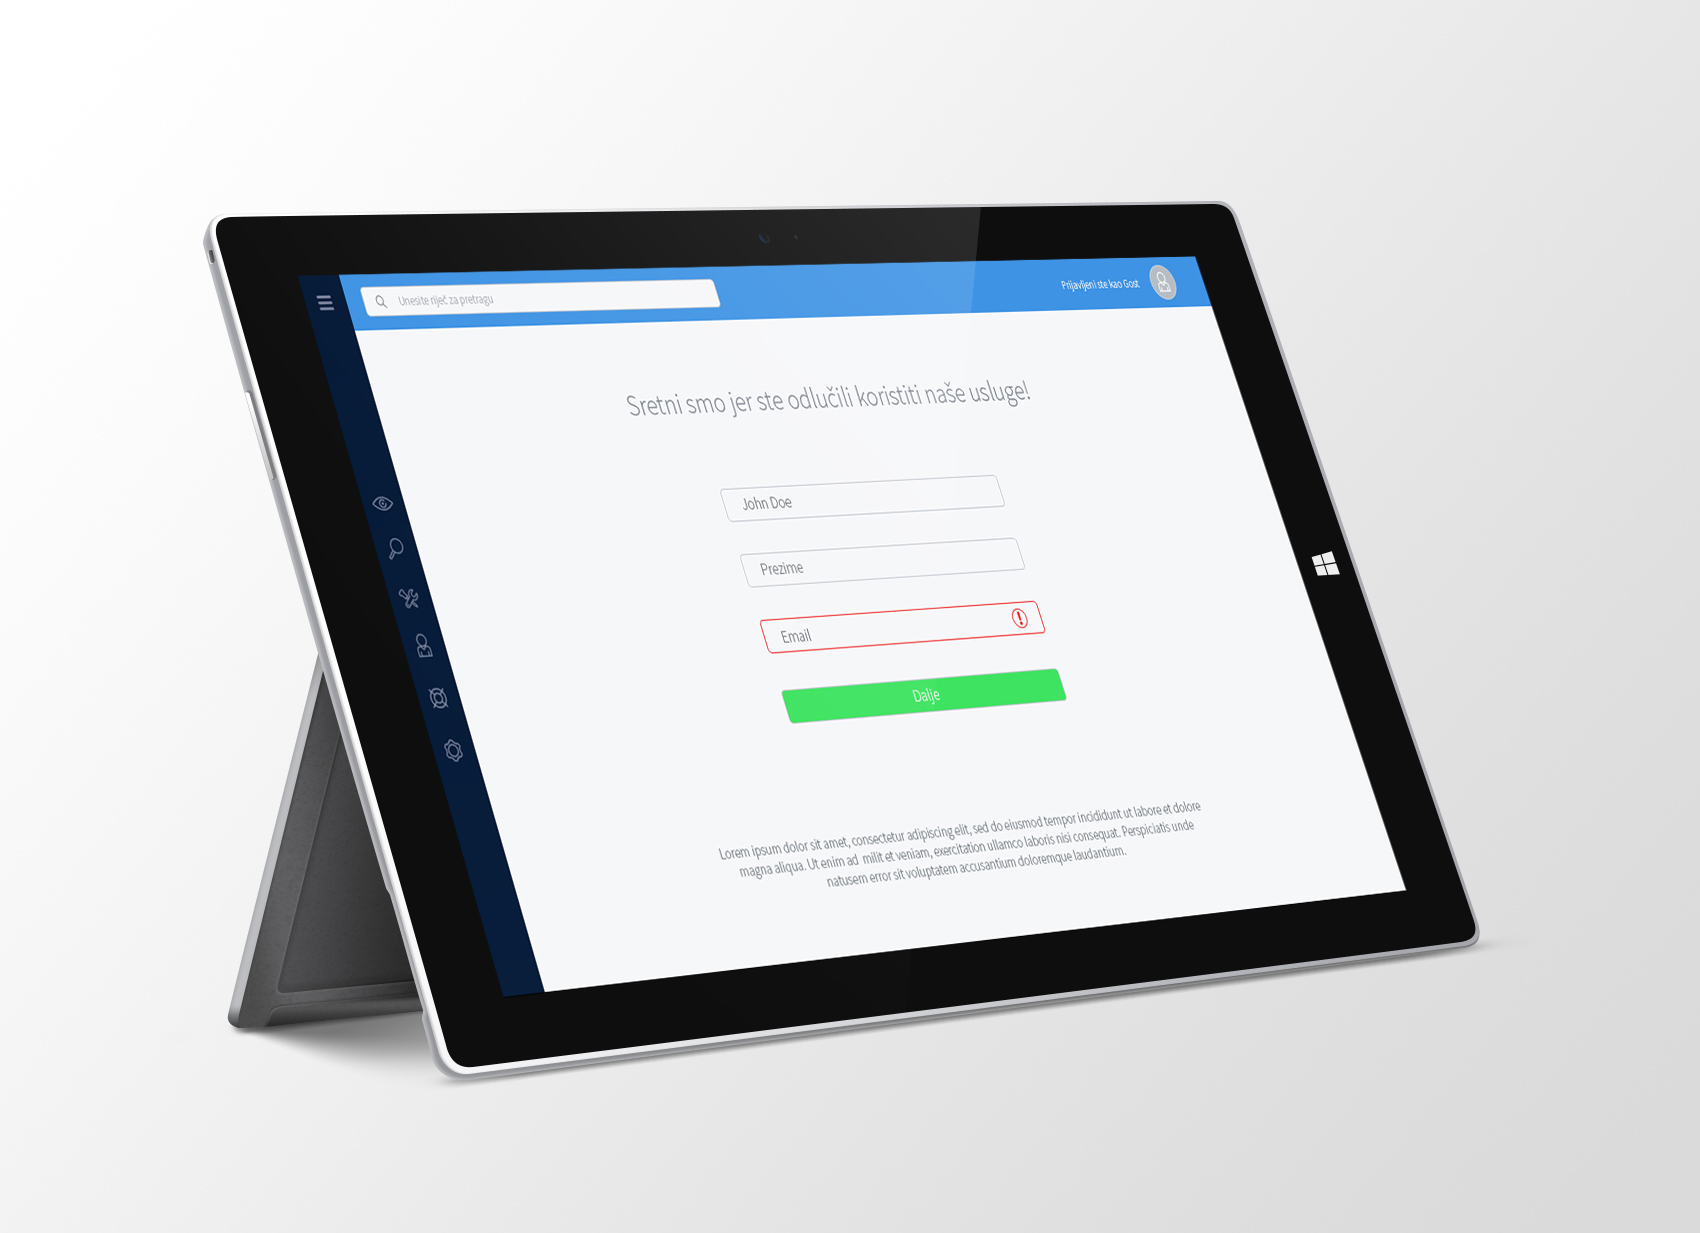 Unesite riječ za pretragu
Prijavljeni ste kao Gost
Sretni smo jer ste odlučili koristiti naše usluge!
John Doe
Prezime
Email
Dalje
Lorem ipsum dolor sit amet, consectetur adipiscing elit, sed do eiusmod tempor incididunt ut labore et dolore
magna aliqua. Ut enim ad milit et veniam, exercitation ullamco laboris nisi consequat. Perspiciatis unde
natusem error sit voluptatem accusantium doloremque laudantium.